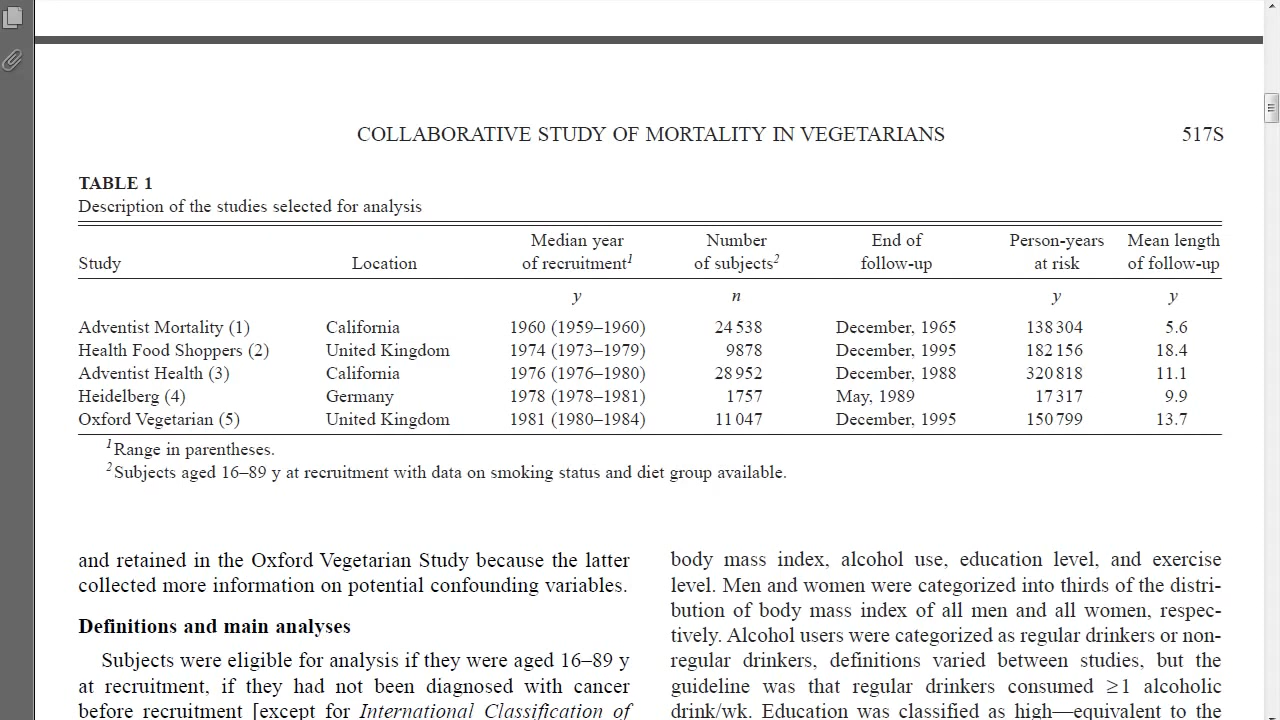 COLLABORATIVE STUDY OF MORTALITY IN VEGETARIANS 517S
TABLE 1
Description of the studies selected for analysis
Median year Number End of Person-years Mean length
Study Location of recruitment¹ of subjects² follow-up at risk of follow-up
y n y y
Adventist Mortality (1) California 1960 (1959–1960) 24 538 December, 1965 138 304 5.6
Health Food Shoppers (2) United Kingdom 1974 (1973–1979) 9878 December, 1995 182 156 18.4
Adventist Health (3) California 1976 (1976–1980) 28 952 December, 1988 320 818 11.1
Heidelberg (4) Germany 1978 (1978–1981) 1757 May, 1989 17 317 9.9
Oxford Vegetarian (5) United Kingdom 1981 (1980–1984) 11 047 December, 1995 150 799 13.7
¹Range in parentheses.
²Subjects aged 16–89 y at recruitment with data on smoking status and diet group available.
and retained in the Oxford Vegetarian Study because the latter
collected more information on potential confounding variables.
Definitions and main analyses
Subjects were eligible for analysis if they were aged 16–89 y
at recruitment, if they had not been diagnosed with cancer
before recruitment [except for International Classification of
body mass index, alcohol use, education level, and exercise
level. Men and women were categorized into thirds of the distri-
bution of body mass index of all men and all women, respec-
tively. Alcohol users were categorized as regular drinkers or non-
regular drinkers, definitions varied between studies, but the
guideline was that regular drinkers consumed ≥1 alcoholic
drink/wk. Education was classified as high—equivalent to the